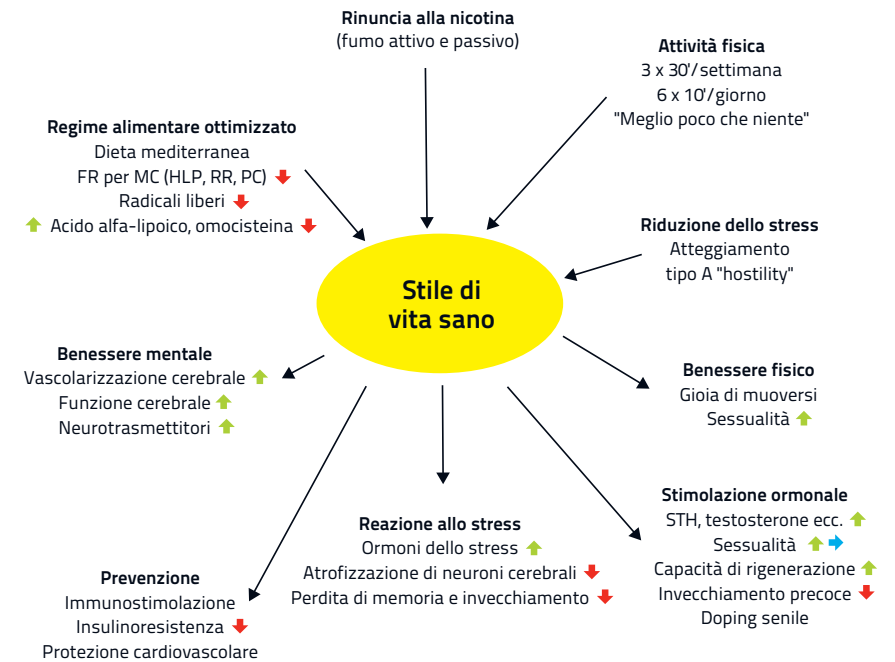 Rinuncia alla nicotina
(fumo attivo e passivo)
Attività fisica
3 x 30'/settimana
6 x 10'/giorno
"Meglio poco che niente"
Regime alimentare ottimizzato
Dieta mediterranea
FR per MC (HLP, RR, PC)
Radicali liberi
Acido alfa-lipoico, omocisteina
Riduzione dello stress
Atteggiamento
tipo A "hostility"
Stile di
vita sano
Benessere mentale
Vascolarizzazione cerebrale
Funzione cerebrale
Neurotrasmettitori
Benessere fisico
Gioia di muoversi
Sessualità
Stimolazione ormonale
STH, testosterone ecc.
Sessualità
Capacità di rigenerazione
Invecchiamento precoce
Doping senile
Reazione allo stress
Ormoni dello stress
Atrofizzazione di neuroni cerebrali
Perdita di memoria e invecchiamento
Prevenzione
Immunostimolazione
Insulinoresistenza
Protezione cardiovascolare